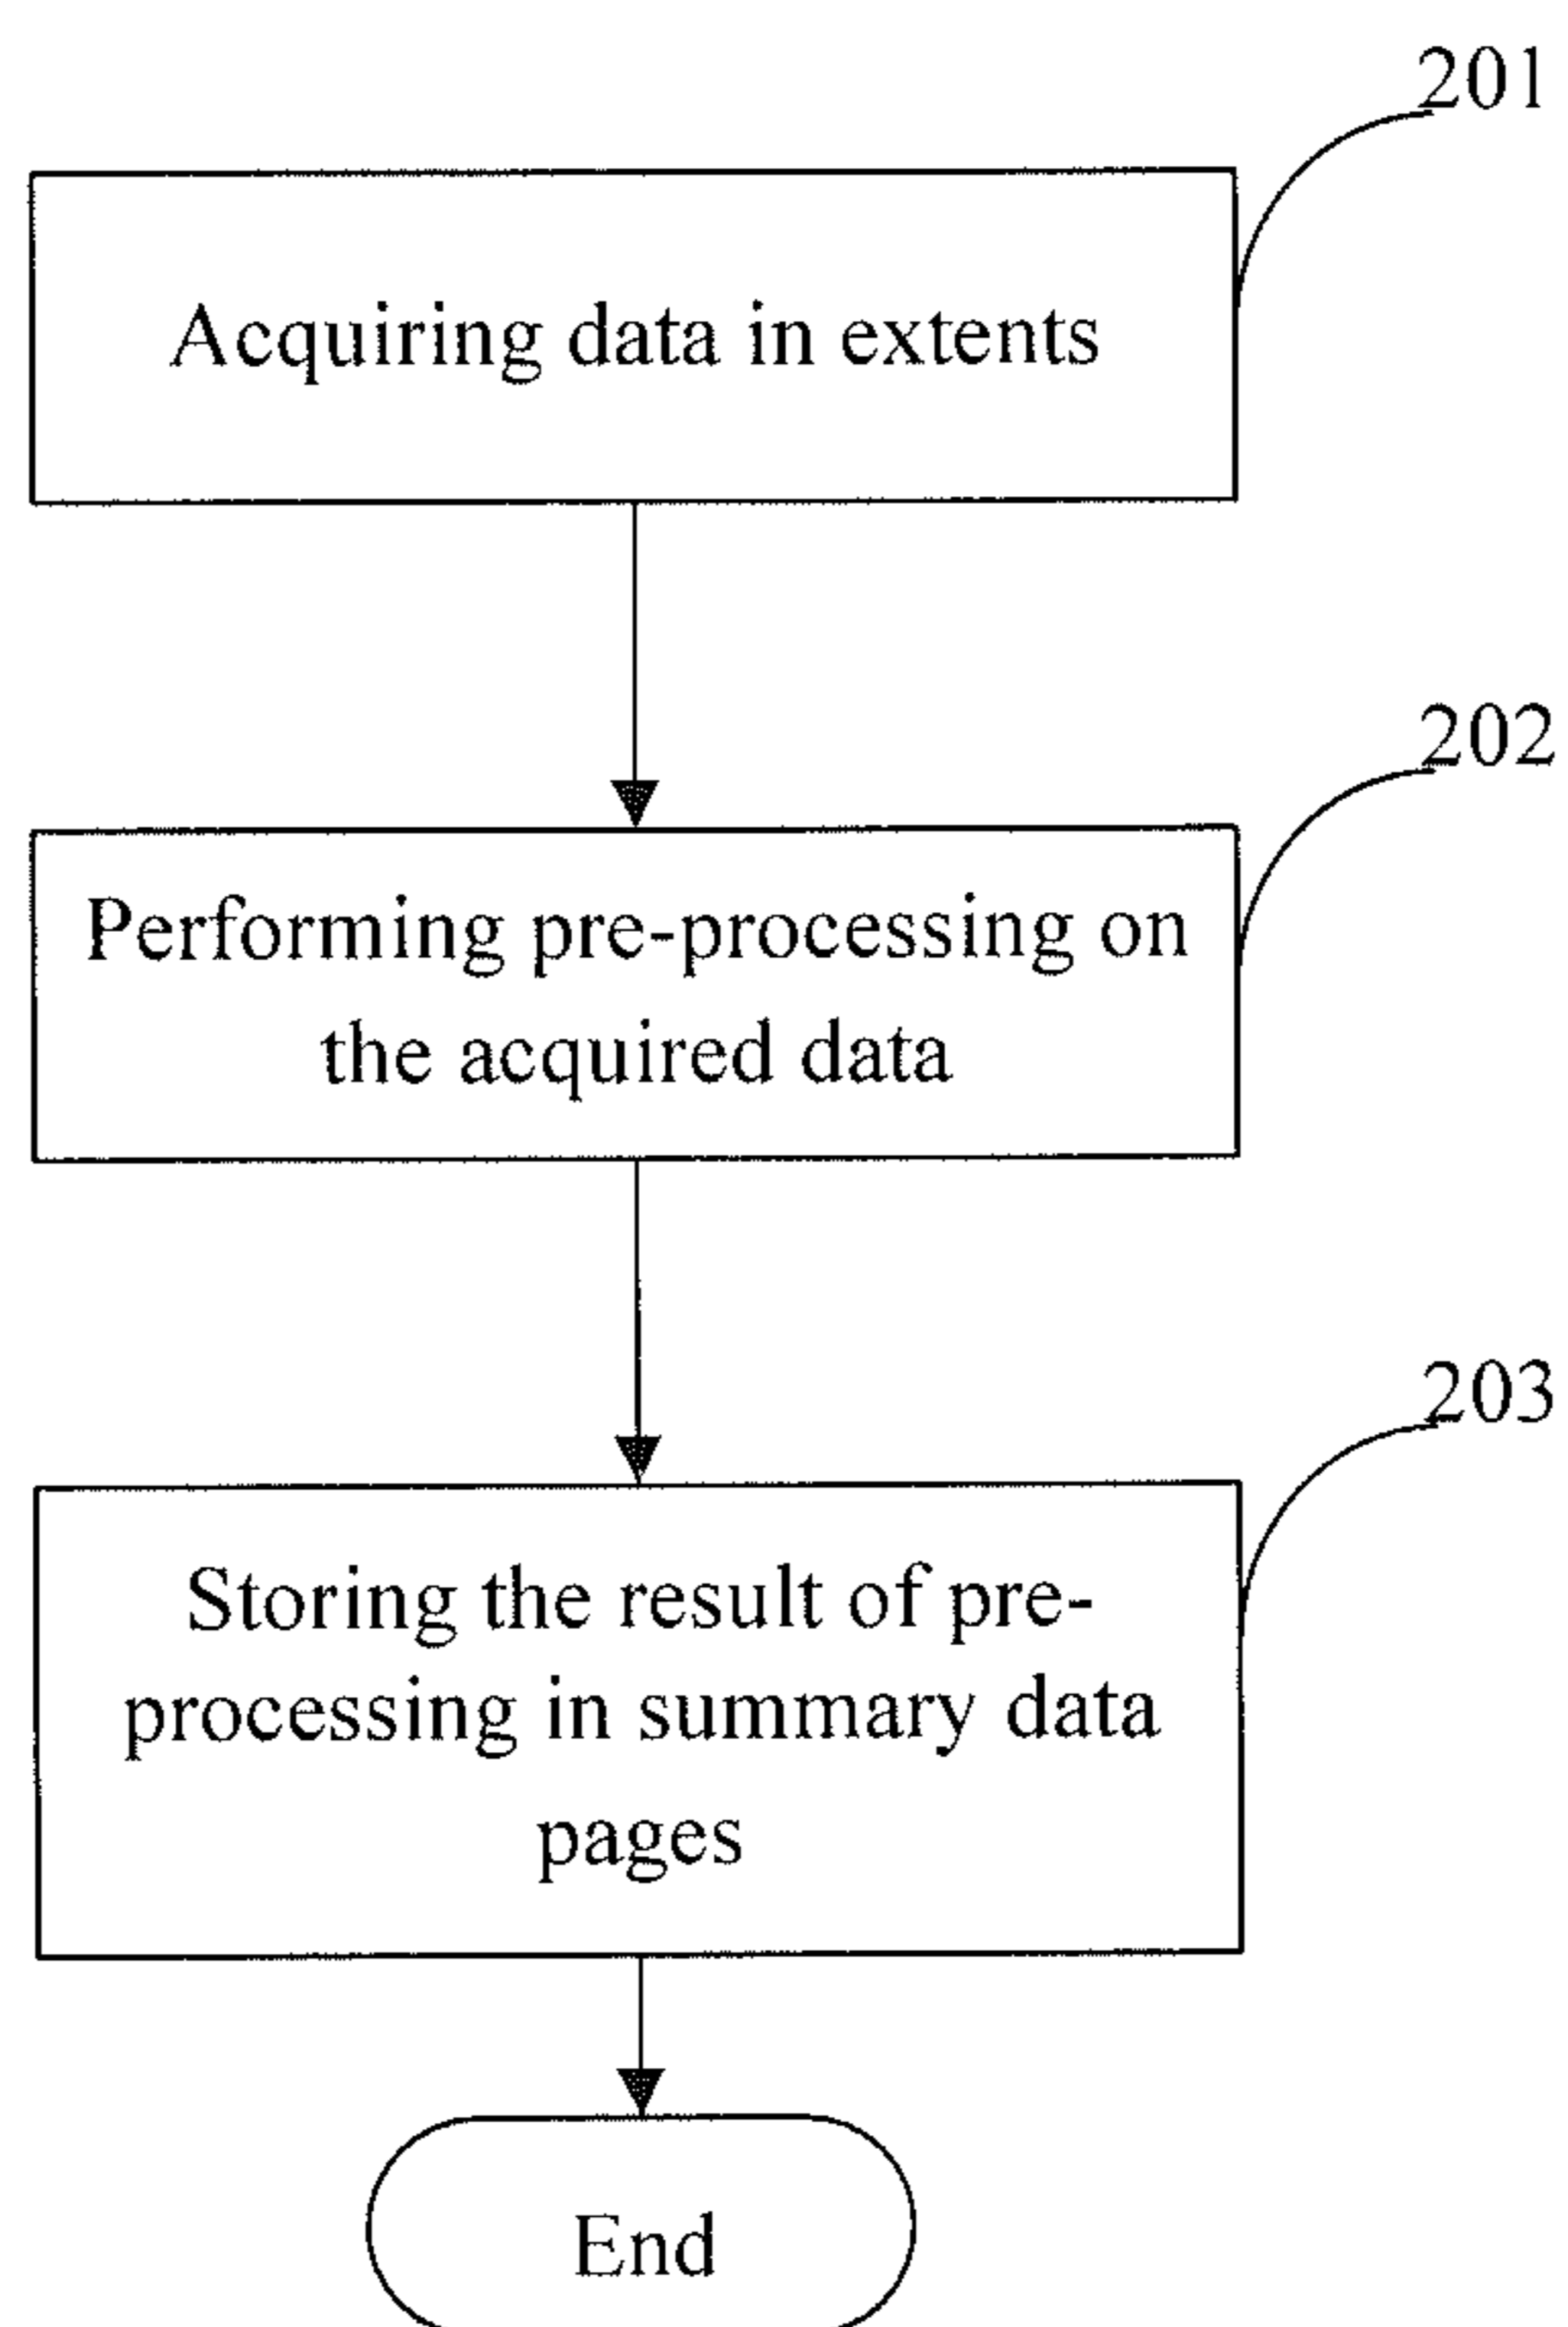 201
Acquiring data in extents
202
Performing pre-processing on
the acquired data
203
Storing the result of pre-
processing in summary data
pages
End